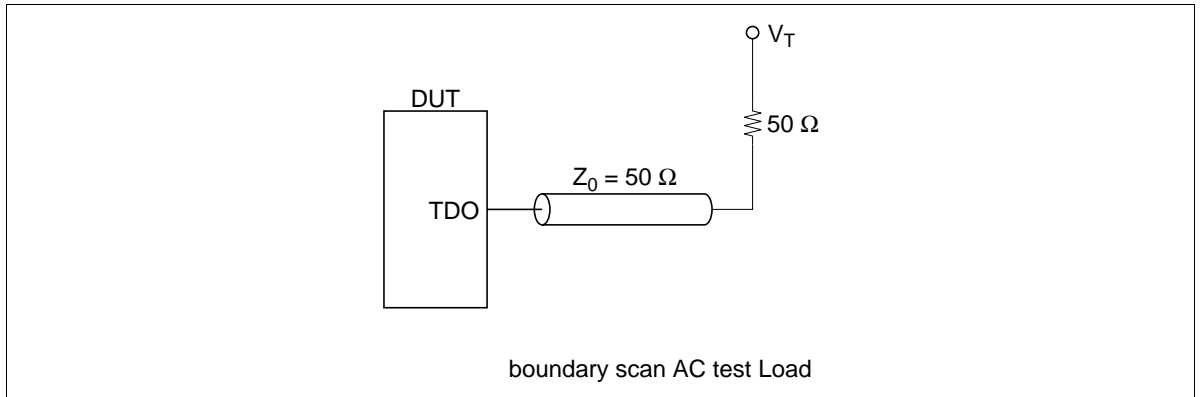 V_T
DUT
50 Ω
Z_0 = 50 Ω
TDO
boundary scan AC test Load